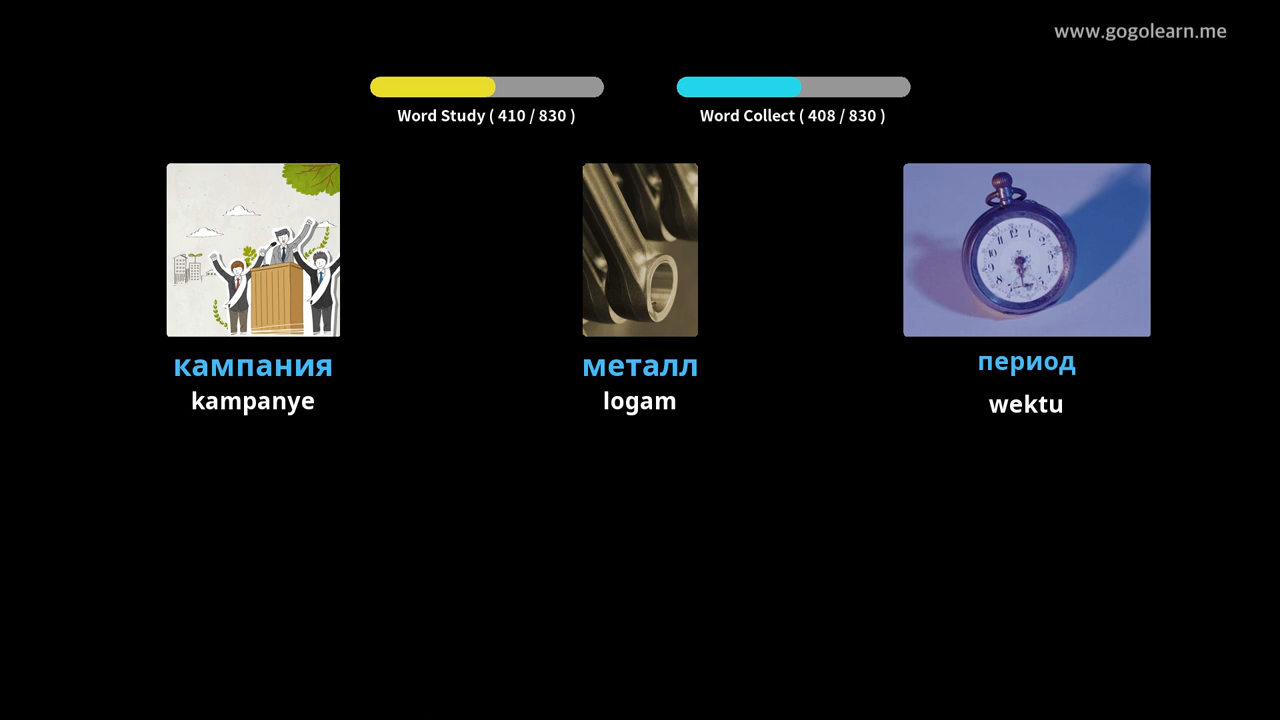 www.gogolearn.me
Word Study ( 410 / 830 )
Word Collect ( 408 / 830 )
кампания
kampanye
металл
logam
период
wektu